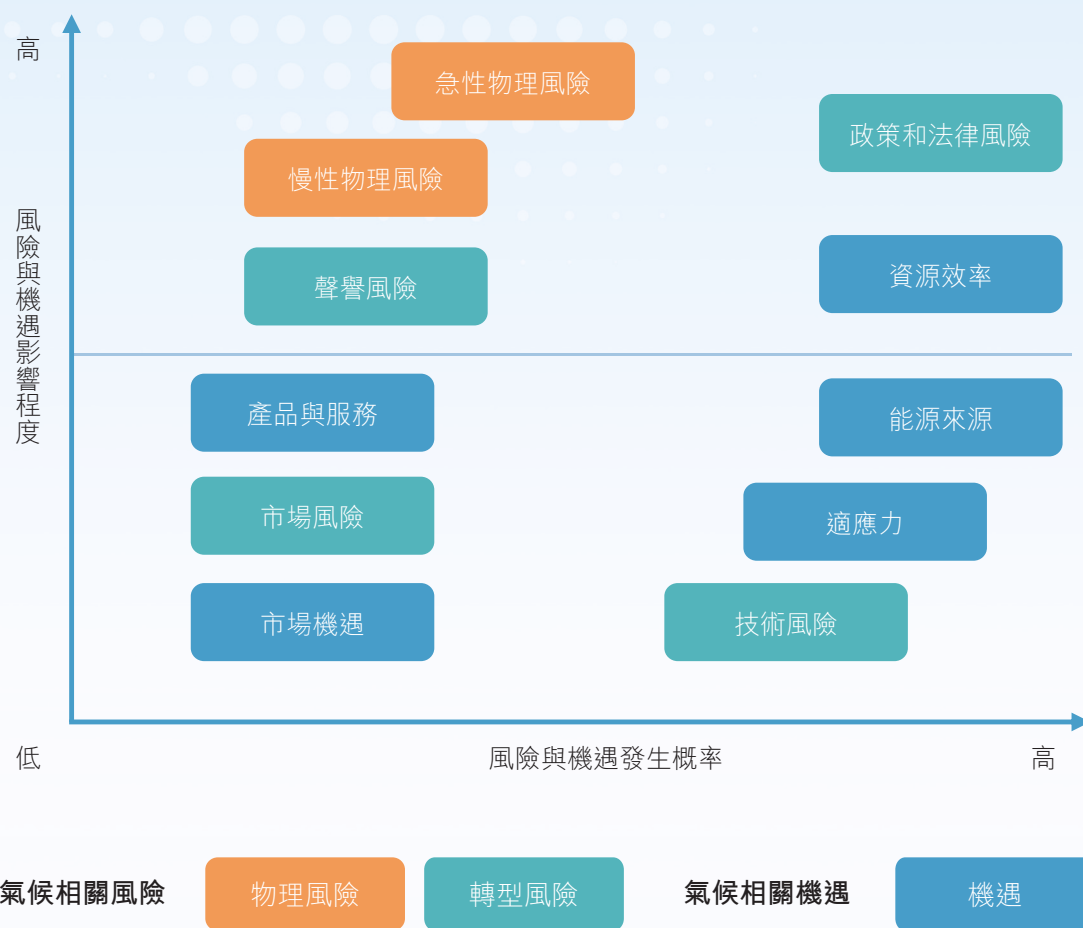 高
急性物理風險
政策和法律風險
慢性物理風險
風險與機遇影響程度
資源效率
聲譽風險
產品與服務
能源來源
市場風險
適應力
市場機遇
技術風險
低
風險與機遇發生概率
高
氣候相關風險
物理風險
轉型風險
氣候相關機遇
機遇